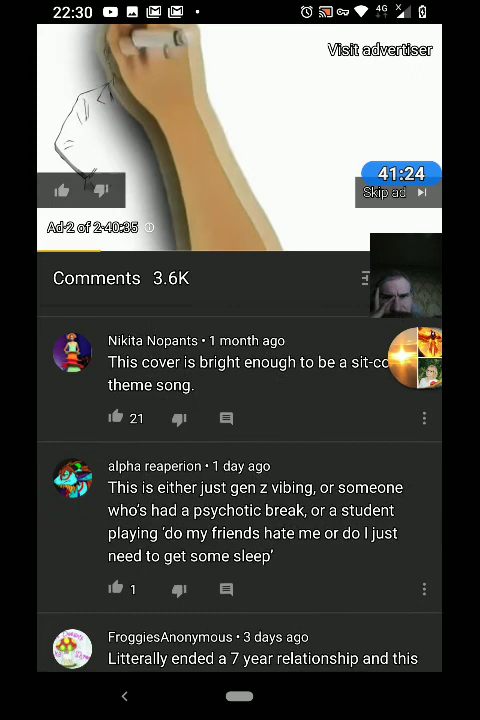 22:30
4G
Visit advertiser
41:24
Skip ad
Ad 2 of 2·40:35
Comments 3.6K
Nikita Nopants • 1 month ago
This cover is bright enough to be a sit-co
theme song.
21
alpha reaperion • 1 day ago
This is either just gen z vibing, or someone
who's had a psychotic break, or a student
playing 'do my friends hate me or do I just
need to get some sleep'
1
FroggiesAnonymous • 3 days ago
Litterally ended a 7 year relationship and this